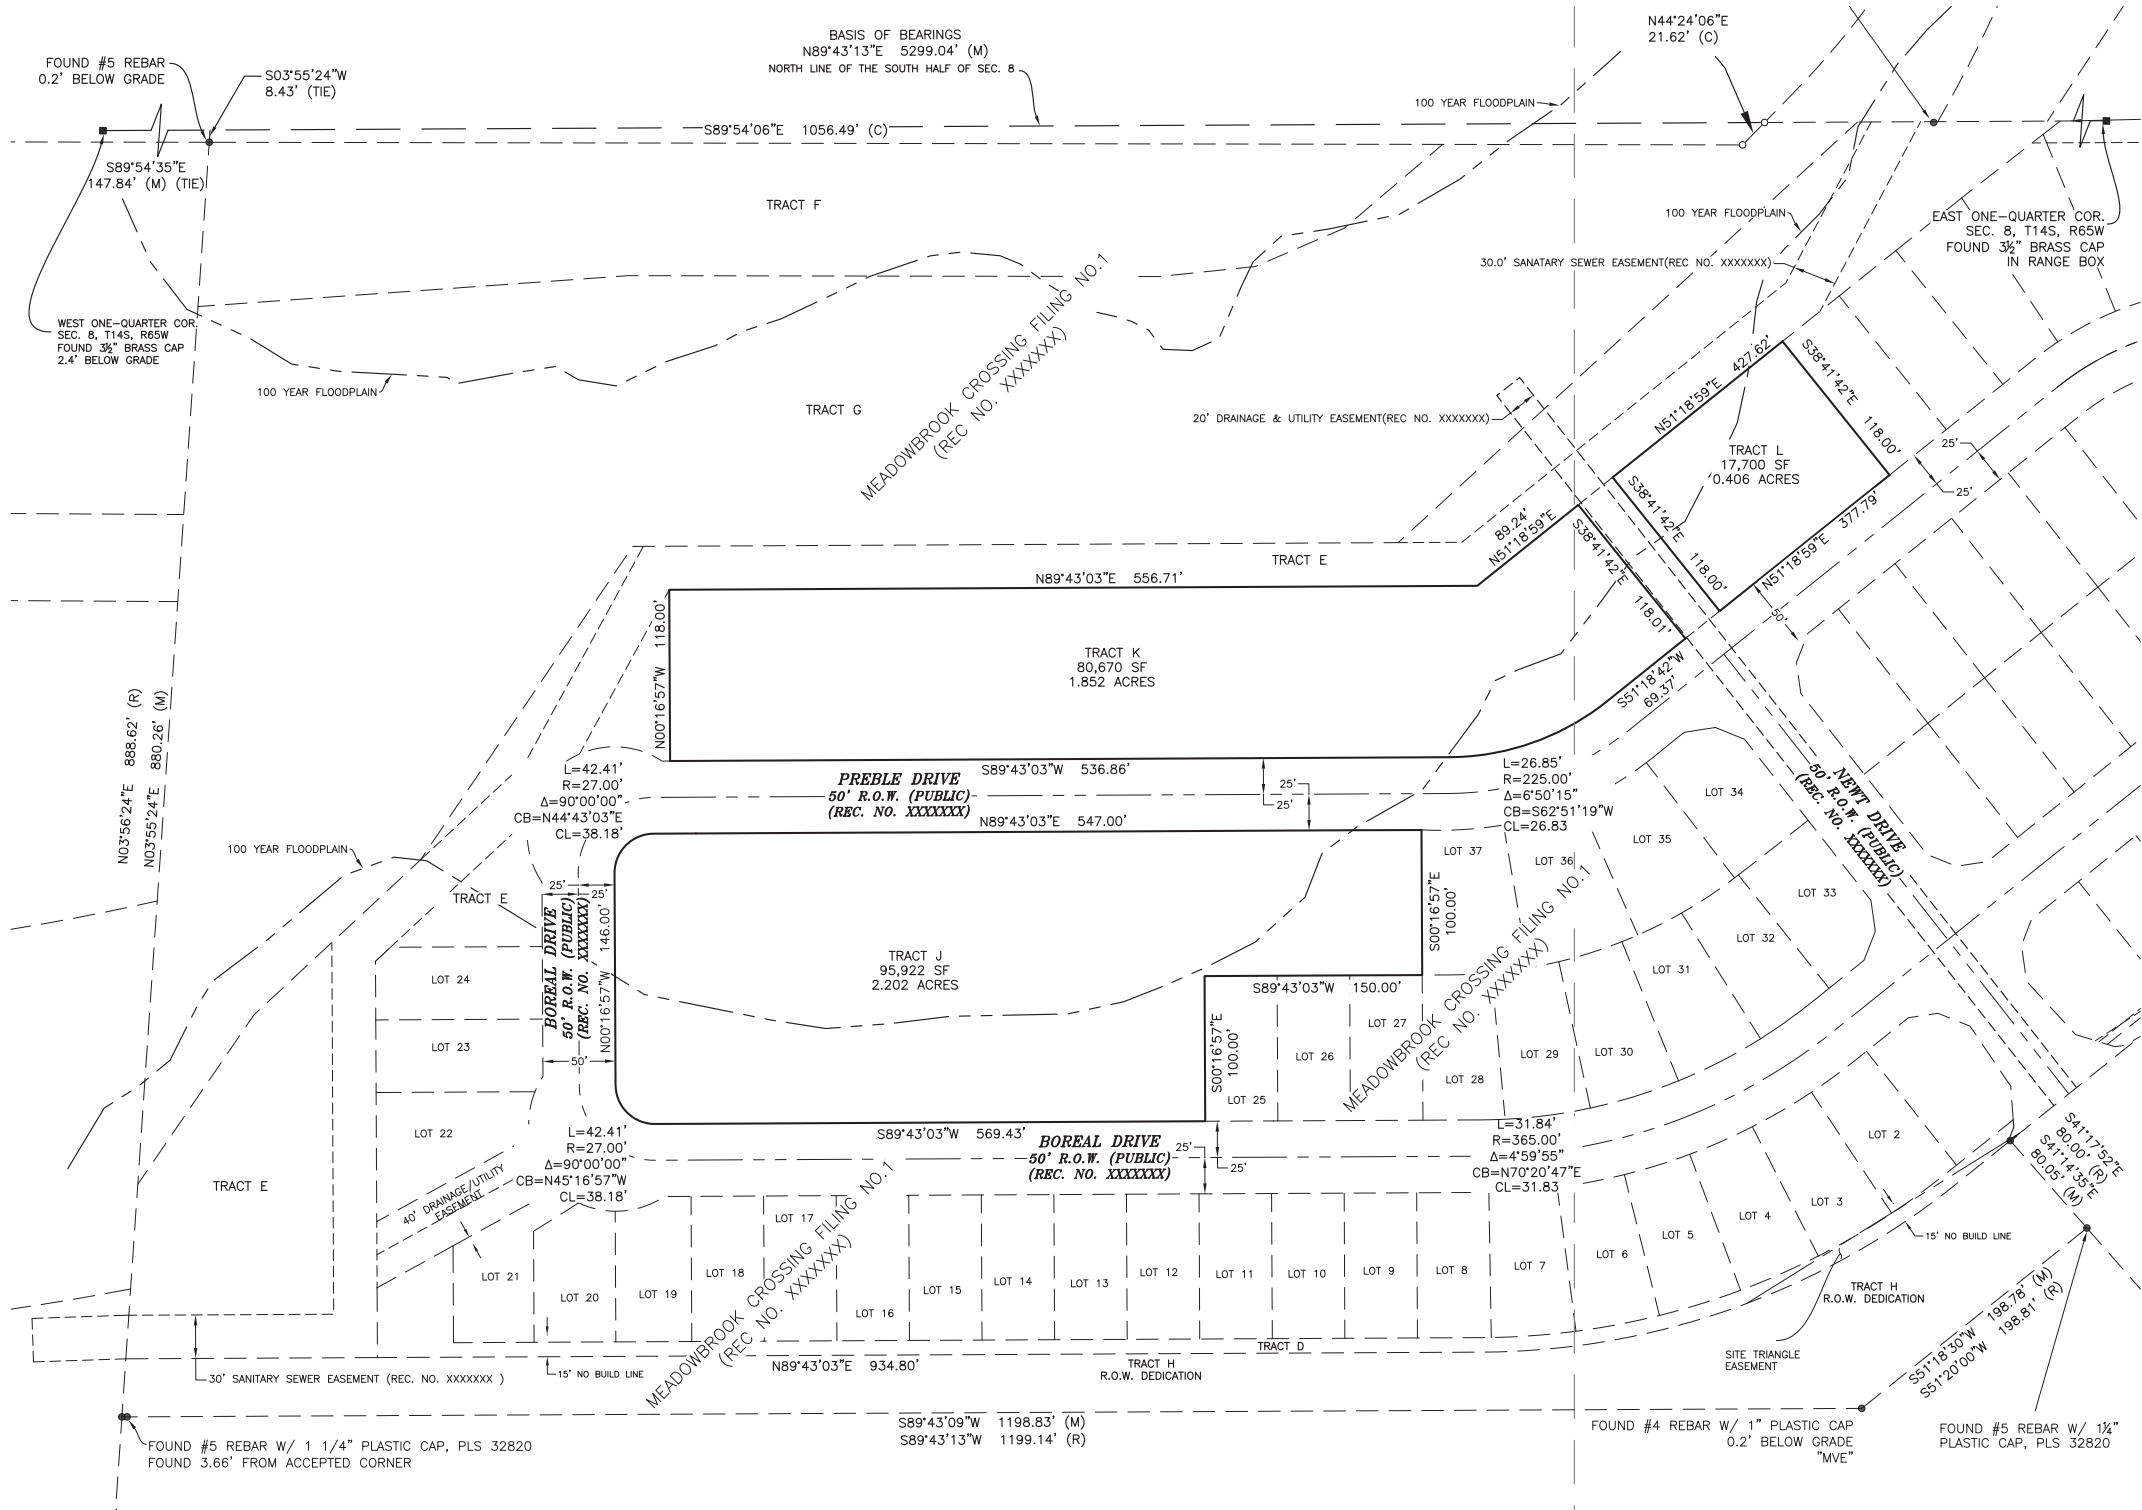 BASIS OF BEARINGS
N89°43'13"E 5299.04' (M)
NORTH LINE OF THE SOUTH HALF OF SEC. 8
N44°24'06"E
21.62' (C)
FOUND #5 REBAR
0.2' BELOW GRADE
S03°55'24"W
8.43' (TIE)
100 YEAR FLOODPLAIN
S89°54'06"E 1056.49' (C)
S89°54'35"E
147.84' (M) (TIE)
TRACT F
100 YEAR FLOODPLAIN
EAST ONE-QUARTER COR.
SEC. 8, T14S, R65W
FOUND 3½" BRASS CAP
IN RANGE BOX
30.0' SANATARY SEWER EASEMENT(REC NO. XXXXXXX)
WEST ONE-QUARTER COR.
SEC. 8, T14S, R65W
FOUND 3½" BRASS CAP
2.4' BELOW GRADE
100 YEAR FLOODPLAIN
MEADOWBROOK CROSSING FILING NO.1
(REC NO. XXXXXXX)
TRACT G
20' DRAINAGE & UTILITY EASEMENT(REC NO. XXXXXXX)
N51°18'59"E 427.62'
S38°41'42"E 118.00'
TRACT L
17,700 SF
0.406 ACRES
S38°41'42"E 118.00'
N51°18'59"E 377.79'
25'
25'
50'
89.24'
N51°18'59"E
S38°41'42"E 118.01'
TRACT E
N89°43'03"E 556.71'
N00°16'57"W 118.00'
TRACT K
80,670 SF
1.852 ACRES
S51°18'42"W
69.37'
N03°56'24"E 888.62' (R)
N03°55'24"E 880.26' (M)
L=42.41'
R=27.00'
Δ=90°00'00"
CB=N44°43'03"E
CL=38.18'
PREBLE DRIVE
50' R.O.W. (PUBLIC)
(REC. NO. XXXXXXX)
S89°43'03"W 536.86'
25'
25'
N89°43'03"E 547.00'
L=26.85'
R=225.00'
Δ=6°50'15"
CB=S62°51'19"W
CL=26.83
NEWT DRIVE
50' R.O.W. (PUBLIC)
(REC. NO. XXXXXXX)
LOT 34
LOT 35
LOT 36
LOT 37
LOT 33
LOT 32
LOT 31
100 YEAR FLOODPLAIN
TRACT E
25'
25'
BOREAL DRIVE
50' R.O.W. (PUBLIC)
(REC. NO. XXXXXXX)
N00°16'57"W 146.00'
50'
TRACT J
95,922 SF
2.202 ACRES
S00°16'57"E
100.00'
S89°43'03"W 150.00'
S00°16'57"E
100.00'
MEADOWBROOK CROSSING FILING NO.1
(REC NO. XXXXXXX)
LOT 24
LOT 23
LOT 22
LOT 25
LOT 26
LOT 27
LOT 28
LOT 29
LOT 30
L=42.41'
R=27.00'
Δ=90°00'00"
CB=N45°16'57"W
CL=38.18'
S89°43'03"W 569.43'
BOREAL DRIVE
50' R.O.W. (PUBLIC)
(REC. NO. XXXXXXX)
25'
25'
L=31.84'
R=365.00'
Δ=4°59'55"
CB=N70°20'47"E
CL=31.83
S41°17'52"E
80.00' (R)
S41°14'35"E
80.05' (M)
TRACT E
40' DRAINAGE/UTILITY
EASEMENT
MEADOWBROOK CROSSING FILING NO.1
(REC NO. XXXXXXX)
LOT 21
LOT 20
LOT 19
LOT 18
LOT 17
LOT 16
LOT 15
LOT 14
LOT 13
LOT 12
LOT 11
LOT 10
LOT 9
LOT 8
LOT 7
LOT 6
LOT 5
LOT 4
LOT 3
LOT 2
15' NO BUILD LINE
TRACT H
R.O.W. DEDICATION
SITE TRIANGLE
EASEMENT
S51°18'30"W 198.78' (M)
S51°20'00"W 198.81' (R)
TRACT D
N89°43'03"E 934.80'
TRACT H
R.O.W. DEDICATION
30' SANITARY SEWER EASEMENT (REC. NO. XXXXXXX )
15' NO BUILD LINE
S89°43'09"W 1198.83' (M)
S89°43'13"W 1199.14' (R)
FOUND #5 REBAR W/ 1 1/4" PLASTIC CAP, PLS 32820
FOUND 3.66' FROM ACCEPTED CORNER
FOUND #4 REBAR W/ 1" PLASTIC CAP
0.2' BELOW GRADE
"MVE"
FOUND #5 REBAR W/ 1¼"
PLASTIC CAP, PLS 32820